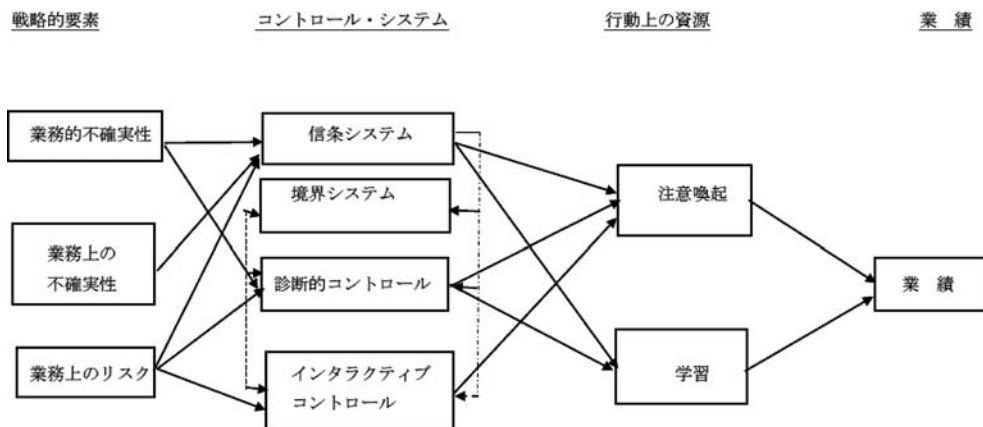 戦略的要素 コントロール・システム 行動上の資源 業 績
業務的不確実性
信条システム
境界システム
注意喚起
業務上の
不確実性
診断的コントロール
業 績
業務上のリスク
インタラクティブ
コントロール
学習